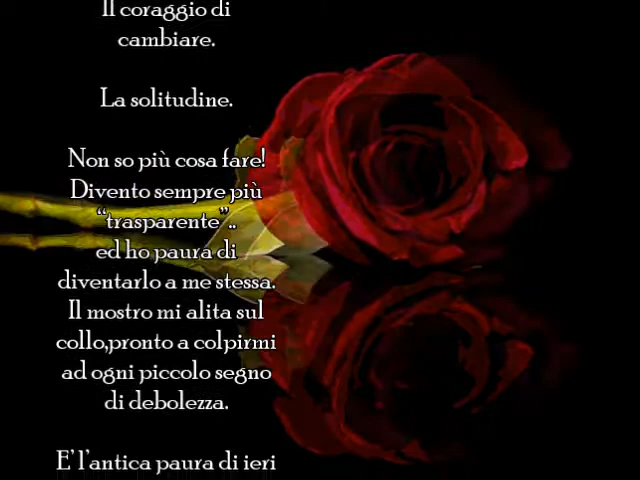 Il coraggio di
cambiare.
La solitudine.
Non so più cosa fare!
Divento sempre più
“trasparente”..
ed ho paura di
diventarlo a me stessa.
Il mostro mi alita sul
collo,pronto a colpirmi
ad ogni piccolo segno
di debolezza.
E' l'antica paura di ieri